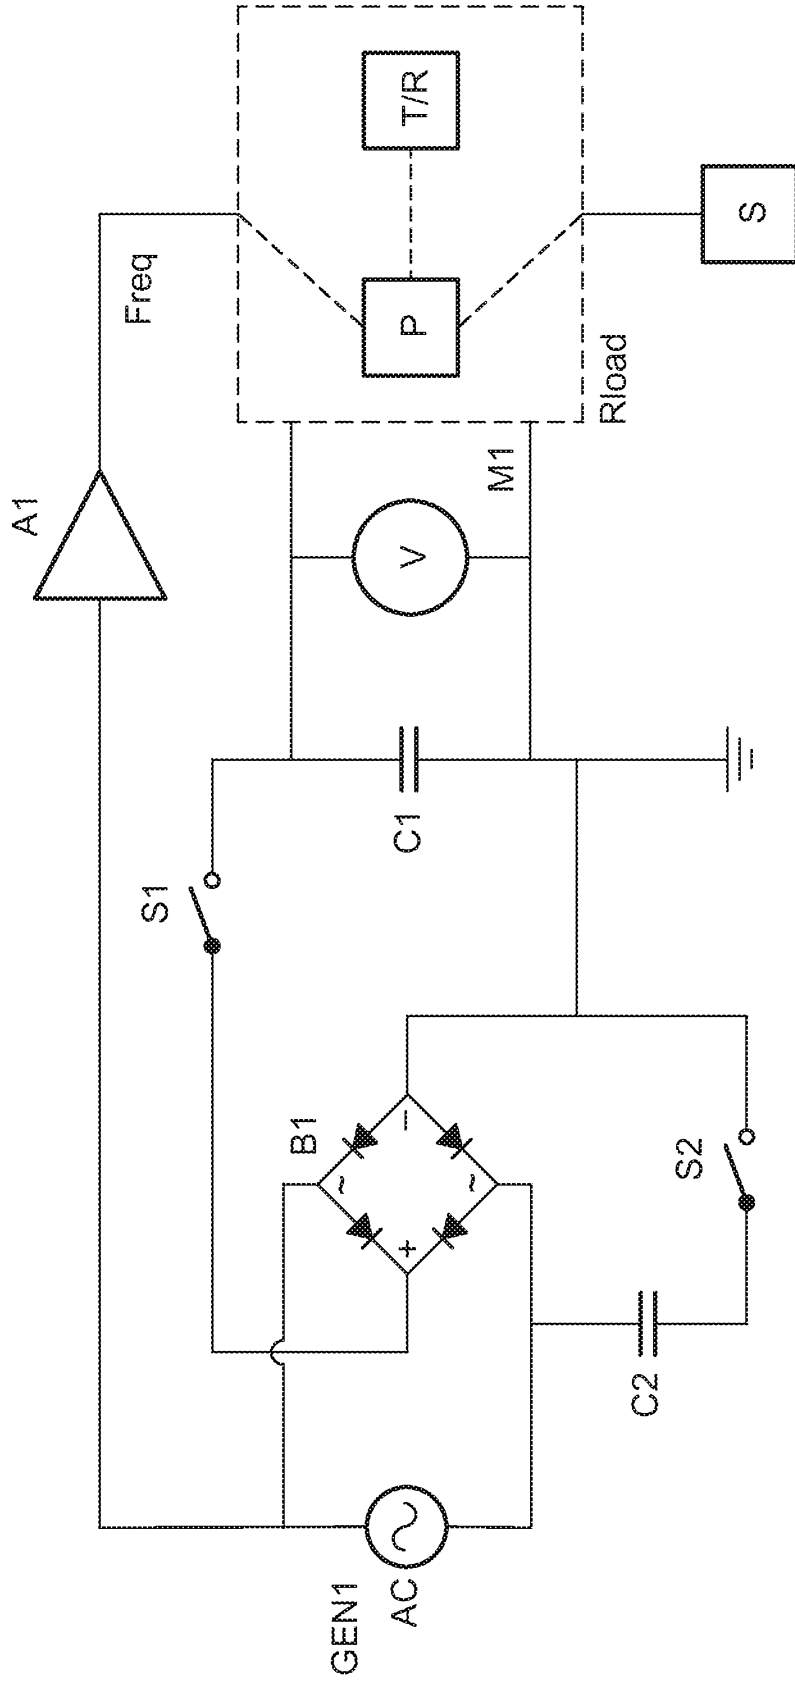 A1
Freq
T/R
P
S
Rload
M1
V
S1
C1
B1
~
~
+
−
S2
C2
GEN1
AC